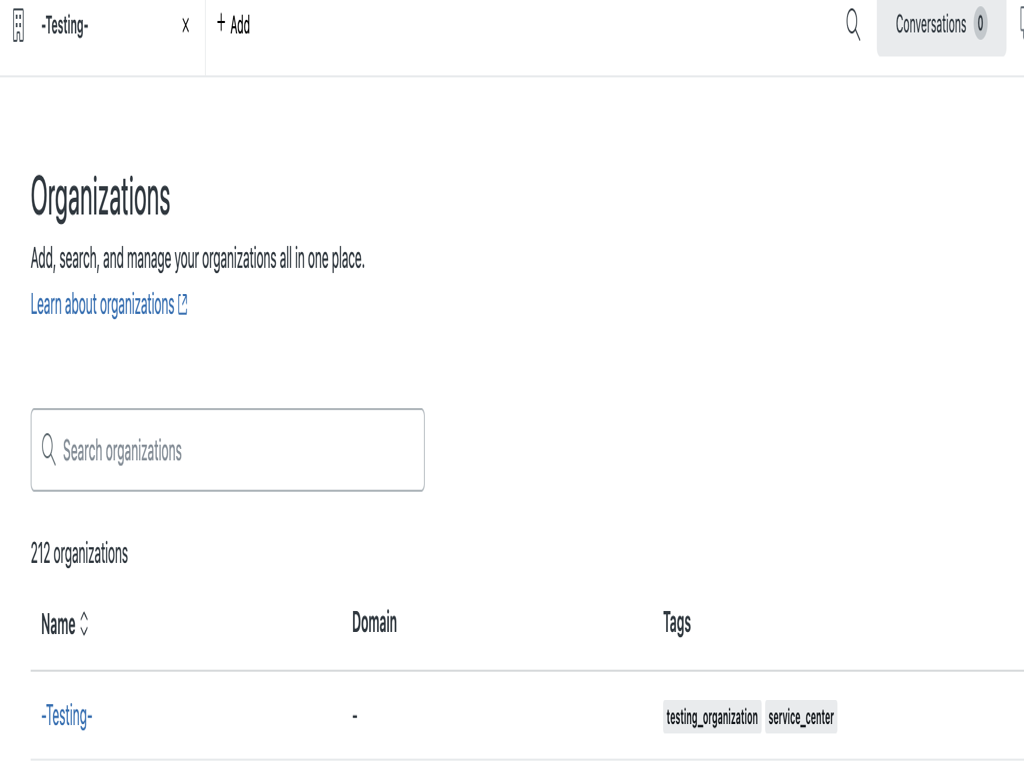 -Testing- x + Add Conversations 0
Organizations
Add, search, and manage your organizations all in one place.
Learn about organizations
Search organizations
212 organizations
Name Domain Tags
-Testing- - testing_organization service_center